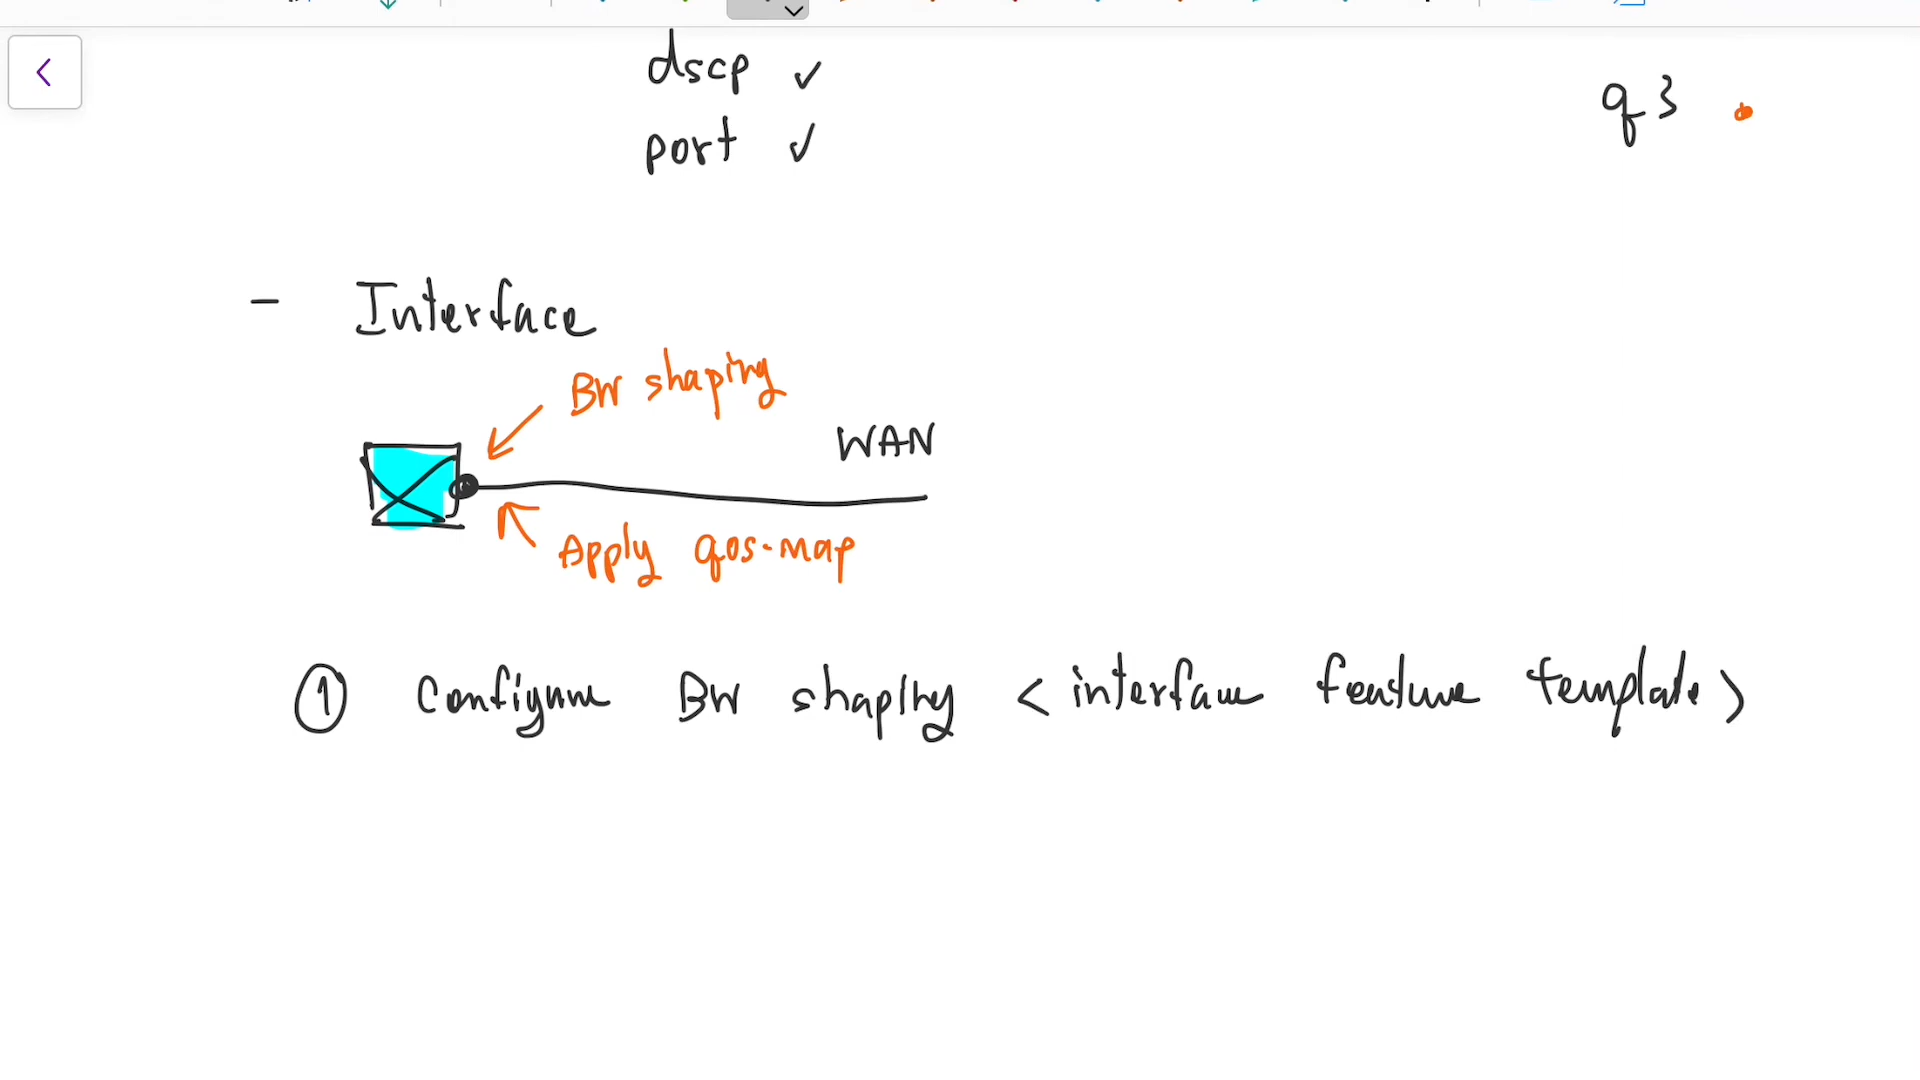 dscp ✓
q3
port ✓
- Interface
BW shaping
WAN
Apply qos-map
① Configure BW shaping < interface feature template >